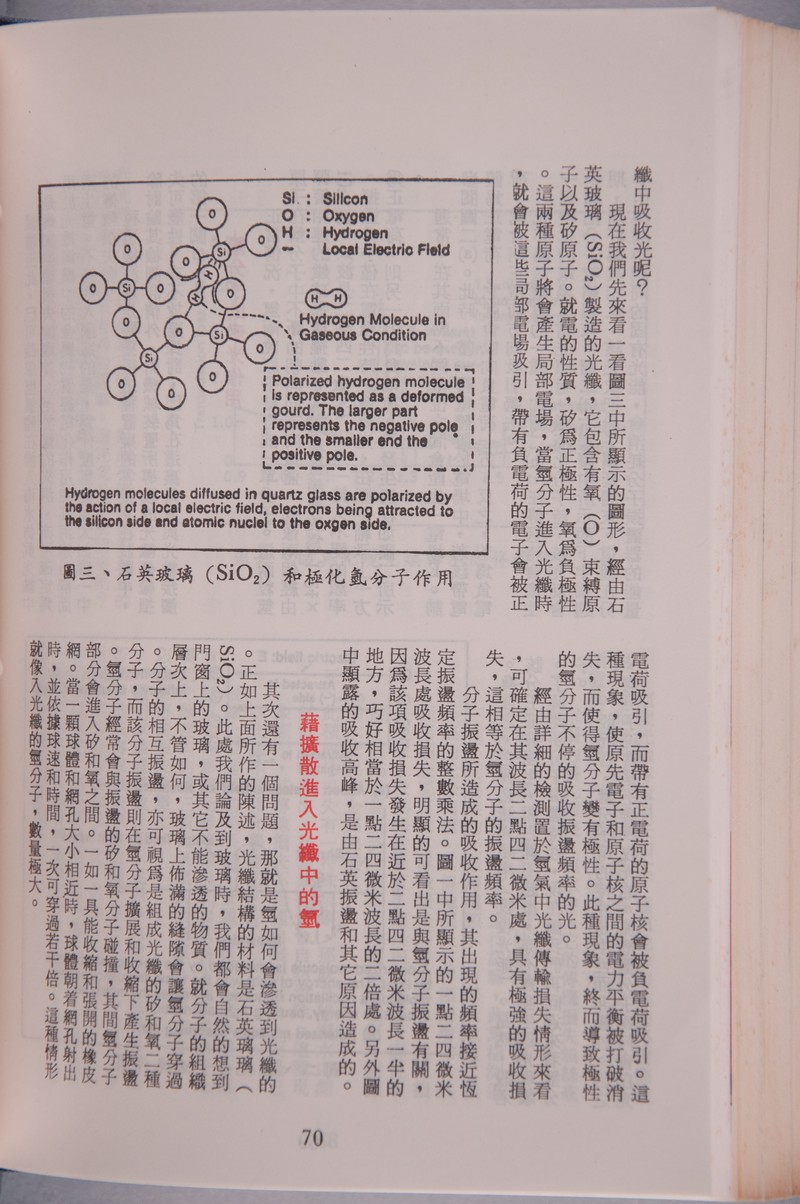 纖中吸收光呢？
現在我們先來看一看圖三中所顯示的圖形，經由石
英玻璃（SiO₂）製造的光纖，它包含有氧（O）束縛原
子以及矽原子。就電的性質，矽爲正極性，氧爲負極性
。這兩種原子將會產生局部電場，當氫分子進入光纖時
，就會被這些局部電場吸引，帶有負電荷的電子會被正
Si : Silicon
O : Oxygen
H : Hydrogen
Local Electric Field
Hydrogen Molecule in
Gaseous Condition
Polarized hydrogen molecule
is represented as a deformed
gourd. The larger part
represents the negative pole
and the smaller end the
positive pole.
Hydrogen molecules diffused in quartz glass are polarized by
the action of a local electric field, electrons being attracted to
the silicon side and atomic nuclei to the oxgen side.
圖三、石英玻璃（SiO₂）和極化氫分子作用
電荷吸引，而帶有正電荷的原子核會被負電荷吸引。這
種現象，使原先電子和原子核之間的電力平衡被打破消
失，而使得氫分子變有極性。此種現象，終而導致極性
的氫分子不停的吸收振盪頻率的光。
經由詳細的檢測置於氫氣中光纖傳輸損失情形來看
，可確定在其波長二點四二微米處，具有極強的吸收損
失，這相等於氫分子的振盪頻率。
分子振盪所造成的吸收作用，其出現的頻率接近恆
定振盪頻率的整數乘法。圖一中所顯示的一點二四微米
波長處吸收損失，明顯的可看出是與氫分子振盪有關，
因爲該項吸收損失發生在近於二點四二微米波長一半的
地方，巧好相當於一點二四微米波長的二倍處。另外圖
中顯露的吸收高峰，是由石英振盪和其它原因造成的。
藉擴散進入光纖中的氫
其次還有一個問題，那就是氫如何會滲透到光纖的
。正如上面所作的陳述，光纖結構的材料是石英璃璃（
SiO₂）。此處我們論及到玻璃時，我們都會自然的想到
門窗上的玻璃，或其它不能滲透的物質。就分子的組織
層次上，不管如何，玻璃上佈滿的縫隙會讓氫分子穿過
。分子的相互振盪，亦可視爲是組成光纖的矽和氧二種
分子，而該分子振盪則在氫分子擴展和收縮下產生振盪
。氫分子經常會與振盪的矽和氧分子碰撞，其間氫分子
部分會進入矽和氧之間。一如一具能收縮和張開的橡皮
網。當一顆球體和網孔大小相近時，球體朝着網孔射出
時，並依據球速和時間，一次可穿過若干倍。這種情形
就像入光纖的氫分子，數量極大。
70